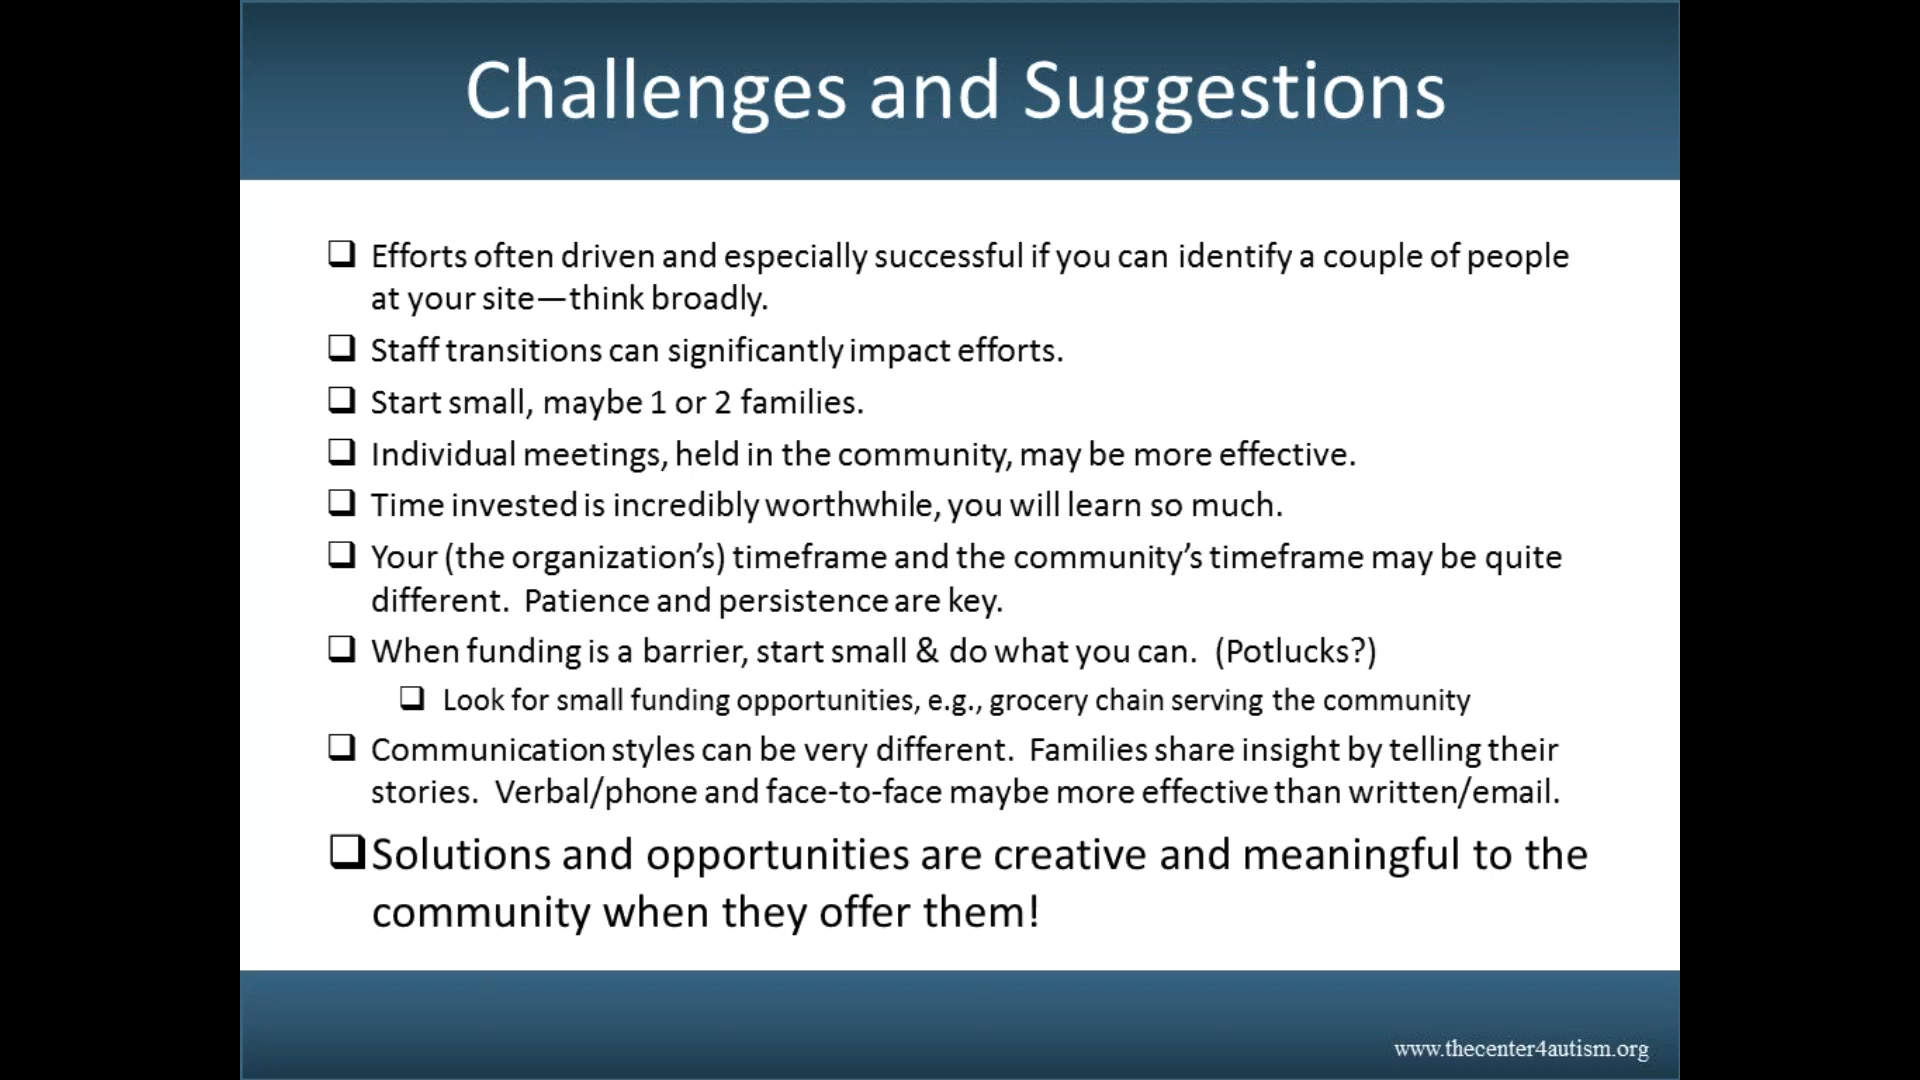 Challenges and Suggestions
Efforts often driven and especially successful if you can identify a couple of people
at your site—think broadly.
Staff transitions can significantly impact efforts.
Start small, maybe 1 or 2 families.
Individual meetings, held in the community, may be more effective.
Time invested is incredibly worthwhile, you will learn so much.
Your (the organization’s) timeframe and the community’s timeframe may be quite
different.  Patience and persistence are key.
When funding is a barrier, start small & do what you can.  (Potlucks?)
Look for small funding opportunities, e.g., grocery chain serving the community
Communication styles can be very different.  Families share insight by telling their
stories.  Verbal/phone and face-to-face maybe more effective than written/email.
Solutions and opportunities are creative and meaningful to the
community when they offer them!
www.thecenter4autism.org